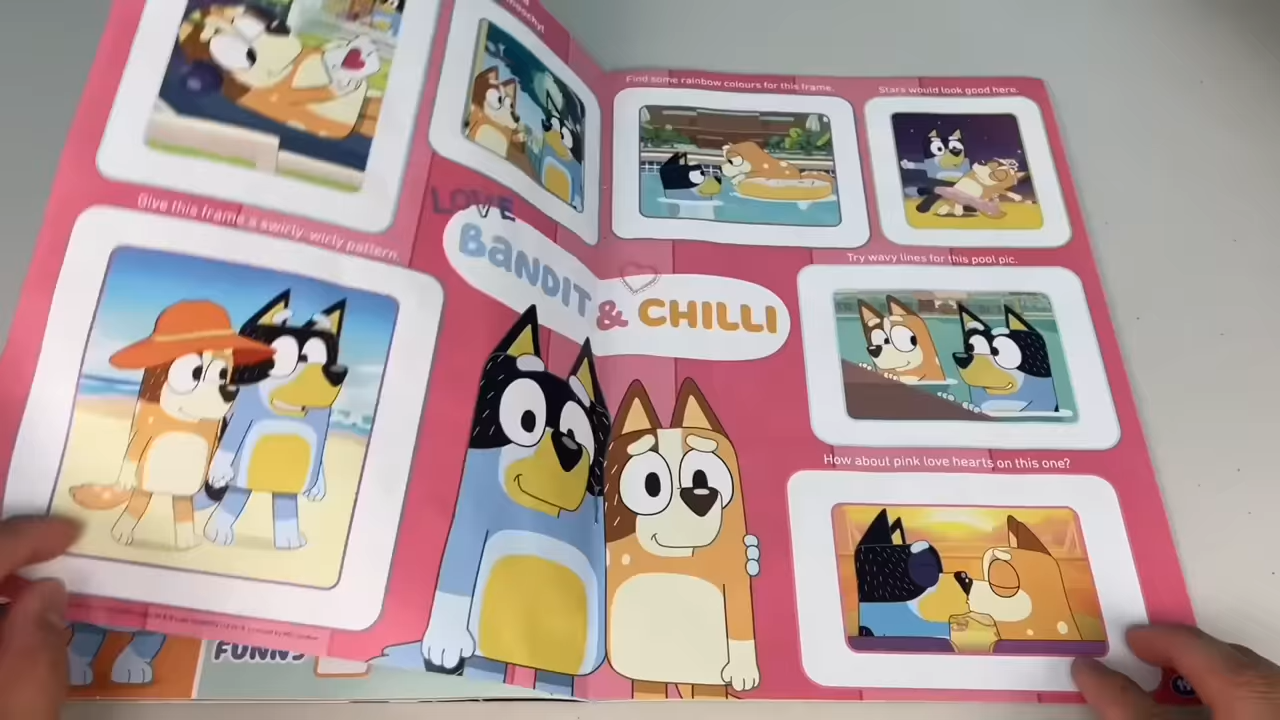 Give this frame a swirly-wirly pattern.
LOVE
BANDIT & CHILLI
Find some rainbow colours for this frame.
Stars would look good here.
Try wavy lines for this pool pic.
How about pink love hearts on this one?
FUNNY